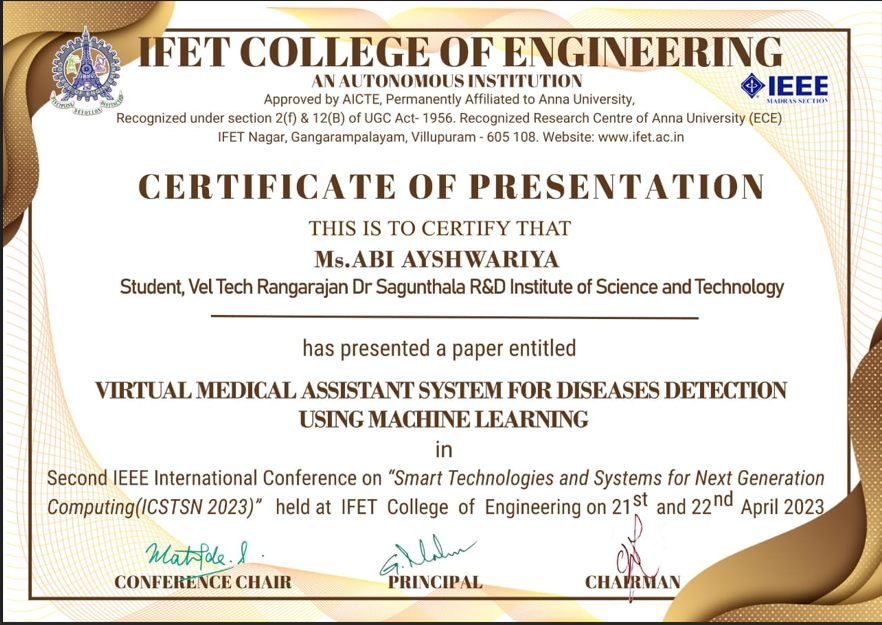 IFET COLLEGE OF ENGINEERING
AN AUTONOMOUS INSTITUTION
Approved by AICTE, Permanently Affiliated to Anna University,
Recognized under section 2(f) & 12(B) of UGC Act- 1956. Recognized Research Centre of Anna University (ECE)
IFET Nagar, Gangarampalayam, Villupuram - 605 108. Website: www.ifet.ac.in
IEEE
MADRAS SECTION
CERTIFICATE OF PRESENTATION
THIS IS TO CERTIFY THAT
Ms.ABI AYSHWARIYA
Student, Vel Tech Rangarajan Dr Sagunthala R&D Institute of Science and Technology
has presented a paper entitled
VIRTUAL MEDICAL ASSISTANT SYSTEM FOR DISEASES DETECTION
USING MACHINE LEARNING
in
Second IEEE International Conference on “Smart Technologies and Systems for Next Generation
Computing(ICSTSN 2023)” held at IFET College of Engineering on 21st and 22nd April 2023
CONFERENCE CHAIR
PRINCIPAL
CHAIRMAN